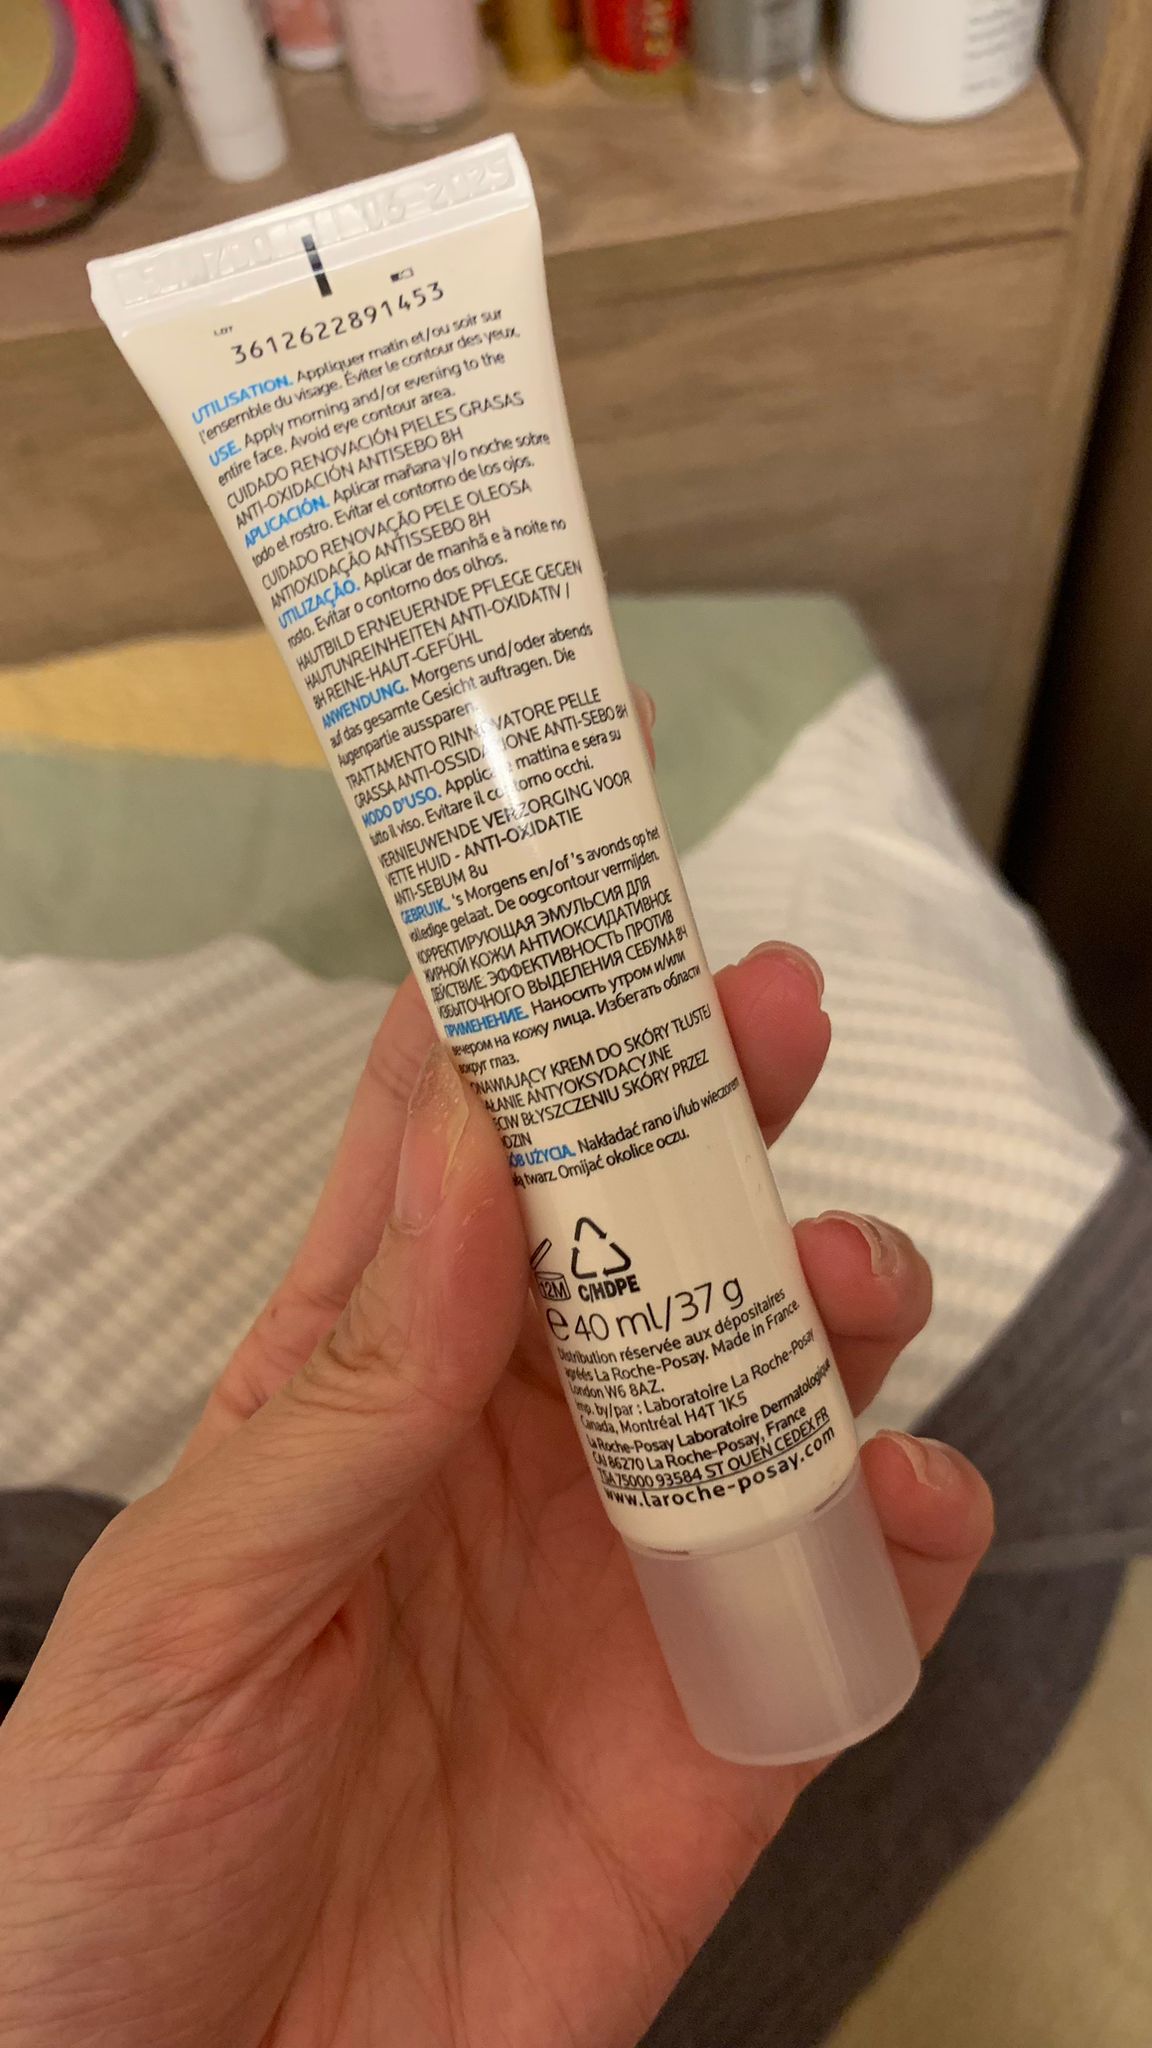 06-2025
LOT
3612622891453
UTILISATION. Appliquer matin et/ou soir sur
l'ensemble du visage. Éviter le contour des yeux.
USE. Apply morning and/or evening to the
entire face. Avoid eye contour area.
CUIDADO RENOVACIÓN PIELES GRASAS
ANTI-OXIDACIÓN ANTISEBO 8H
APLICACIÓN. Aplicar mañana y/o noche sobre
todo el rostro. Evitar el contorno de los ojos.
CUIDADO RENOVAÇÃO PELE OLEOSA
ANTIOXIDAÇÃO ANTISSEBO 8H
UTILIZAÇÃO. Aplicar de manhã e à noite no
rosto. Evitar o contorno dos olhos.
HAUTBILD ERNEUERNDE PFLEGE GEGEN
HAUTUNREINHEITEN ANTI-OXIDATIV /
8H REINE-HAUT-GEFÜHL
ANWENDUNG. Morgens und/oder abends
auf das gesamte Gesicht auftragen. Die
Augenpartie aussparen.
TRATTAMENTO RINNOVATORE PELLE
GRASSA ANTI-OSSIDAZIONE ANTI-SEBO 8H
MODO D'USO. Applicare mattina e sera su
tutto il viso. Evitare il contorno occhi.
VERNIEUWENDE VERZORGING VOOR
VETTE HUID - ANTI-OXIDATIE
ANTI-SEBUM 8u
GEBRUIK. 's Morgens en/of 's avonds op het
volledige gelaat. De oogcontour vermijden.
КОРРЕКТИРУЮЩАЯ ЭМУЛЬСИЯ ДЛЯ
ЖИРНОЙ КОЖИ АНТИОКСИДАТИВНОЕ
ДЕЙСТВИЕ. ЭФФЕКТИВНОСТЬ ПРОТИВ
ИЗБЫТОЧНОГО ВЫДЕЛЕНИЯ СЕБУМА 8Ч
ПРИМЕНЕНИЕ. Наносить утром и/или
вечером на кожу лица. Избегать области
вокруг глаз.
ONAWIAJĄCY KREM DO SKÓRY TŁUSTEJ
AŁANIE ANTYOKSYDACYJNE
ECIW BŁYSZCZENIU SKÓRY PRZEZ
ODZIN
ÓB UŻYCIA. Nakładać rano i/lub wieczorem
łą twarz. Omijać okolice oczu.
12M
C/HDPE
e 40 ml/37 g
Distribution réservée aux dépositaires
agréés La Roche-Posay. Made in France.
London W6 8AZ.
Imp. by/par : Laboratoire La Roche-Posay
Canada, Montréal H4T 1K5
La Roche-Posay Laboratoire Dermatologique
CAI 86270 La Roche-Posay, France
TSA 75000 93584 ST OUEN CEDEX FR
www.laroche-posay.com